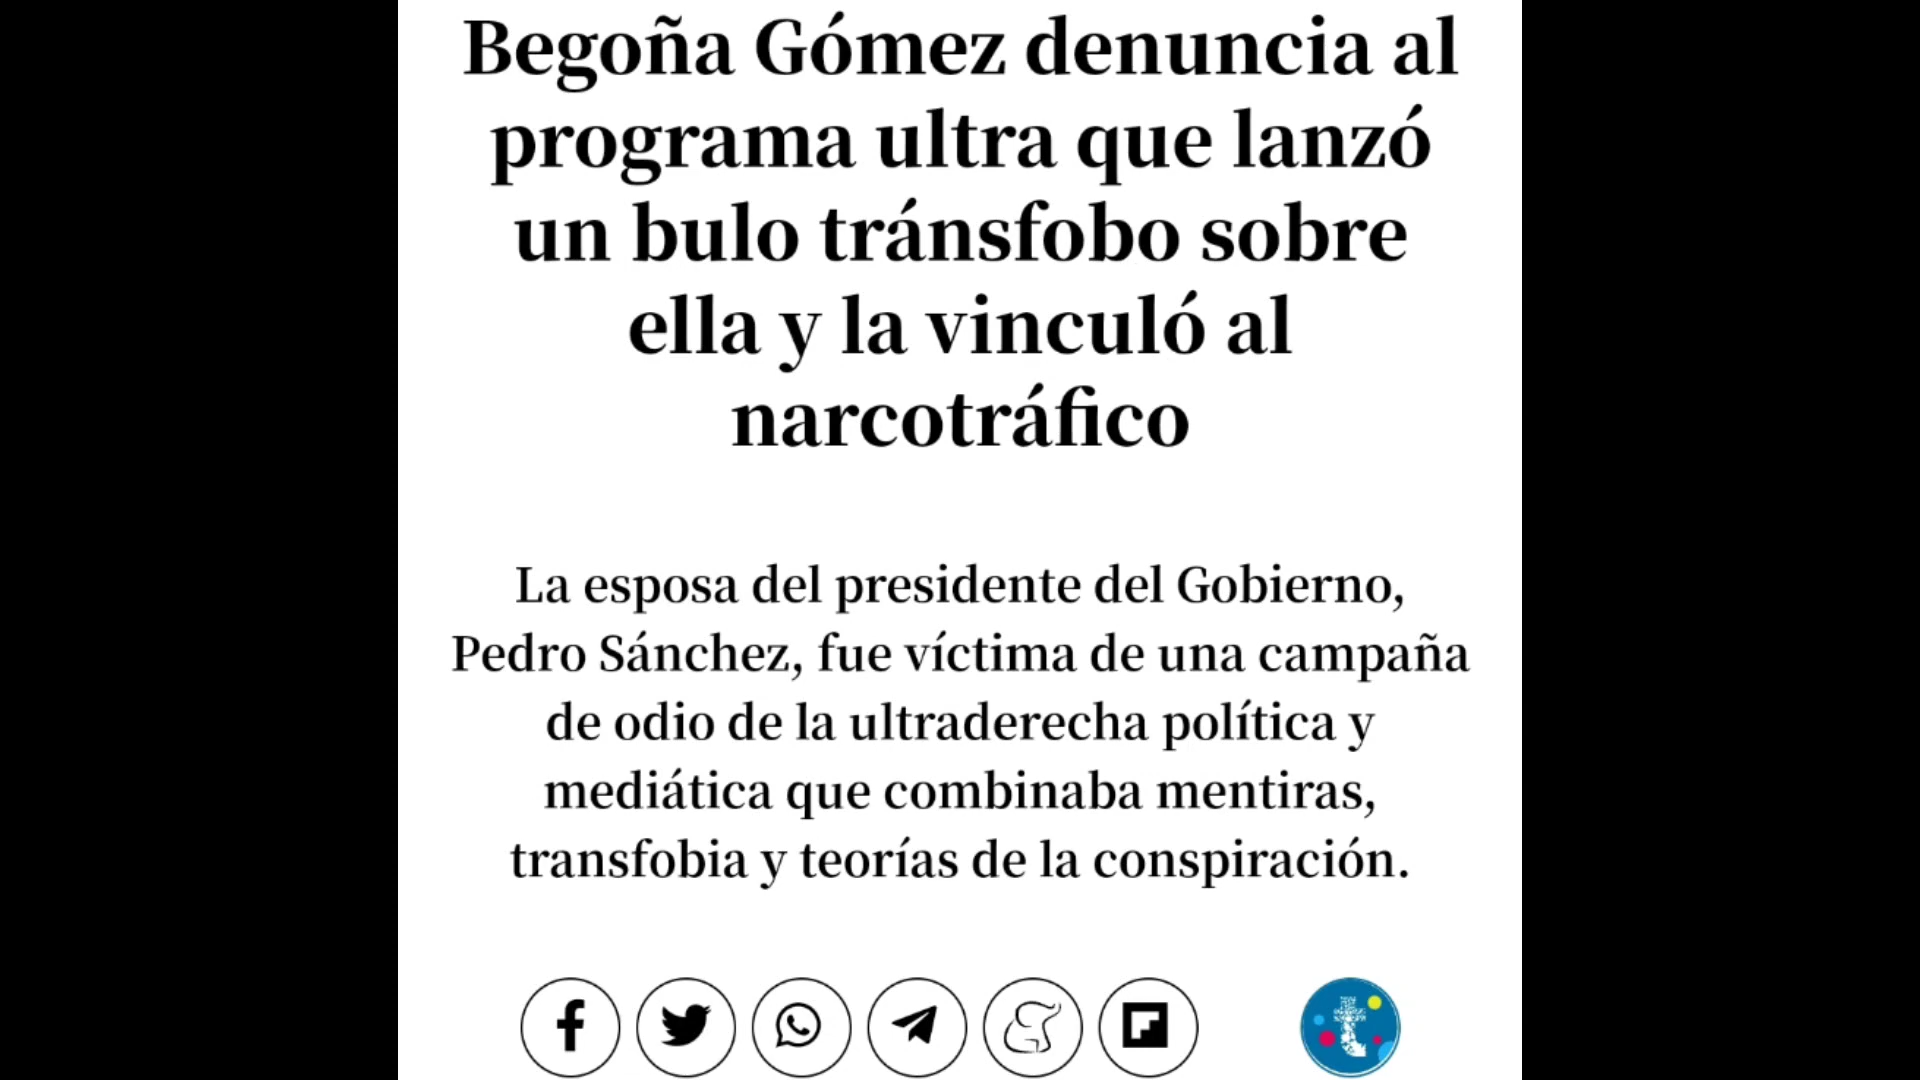 Begoña Gómez denuncia al
programa ultra que lanzó
un bulo tránsfobo sobre
ella y la vinculó al
narcotráfico
La esposa del presidente del Gobierno,
Pedro Sánchez, fue víctima de una campaña
de odio de la ultraderecha política y
mediática que combinaba mentiras,
transfobia y teorías de la conspiración.